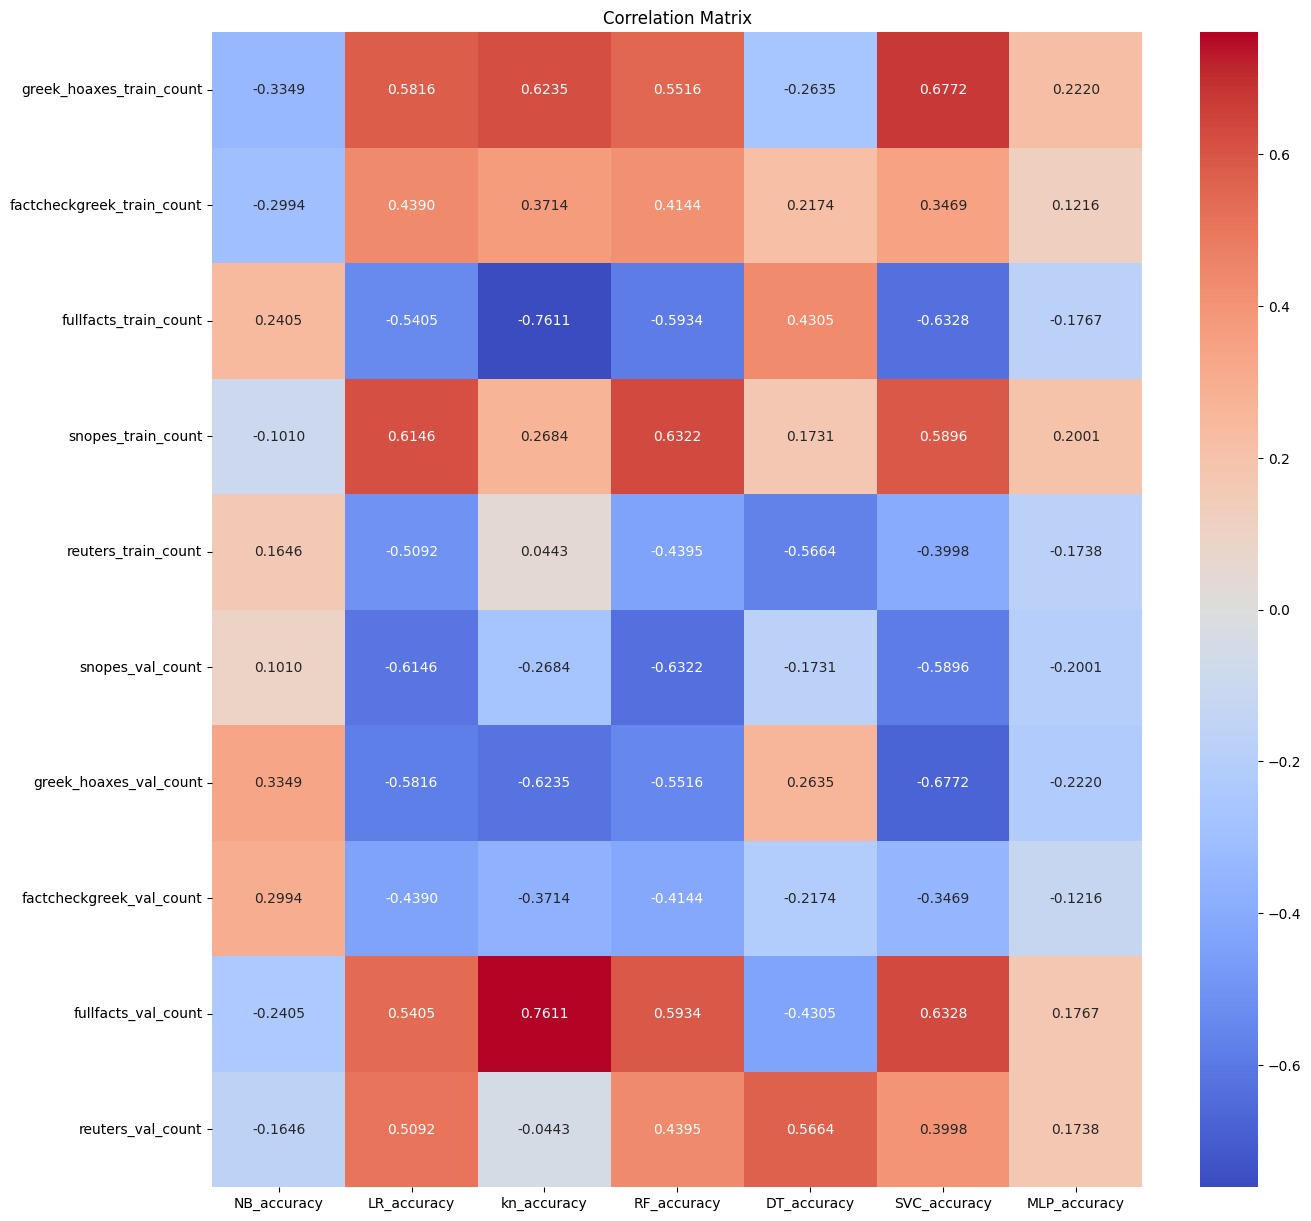 Correlation Matrix
greek_hoaxes_train_count -0.3349 0.5816 0.6235 0.5516 -0.2635 0.6772 0.2220
factcheckgreek_train_count -0.2994 0.4390 0.3714 0.4144 0.2174 0.3469 0.1216
fullfacts_train_count 0.2405 -0.5405 -0.7611 -0.5934 0.4305 -0.6328 -0.1767
snopes_train_count -0.1010 0.6146 0.2684 0.6322 0.1731 0.5896 0.2001
reuters_train_count 0.1646 -0.5092 0.0443 -0.4395 -0.5664 -0.3998 -0.1738
snopes_val_count 0.1010 -0.6146 -0.2684 -0.6322 -0.1731 -0.5896 -0.2001
greek_hoaxes_val_count 0.3349 -0.5816 -0.6235 -0.5516 0.2635 -0.6772 -0.2220
factcheckgreek_val_count 0.2994 -0.4390 -0.3714 -0.4144 -0.2174 -0.3469 -0.1216
fullfacts_val_count -0.2405 0.5405 0.7611 0.5934 -0.4305 0.6328 0.1767
reuters_val_count -0.1646 0.5092 -0.0443 0.4395 0.5664 0.3998 0.1738
NB_accuracy LR_accuracy kn_accuracy RF_accuracy DT_accuracy SVC_accuracy MLP_accuracy
0.6
0.4
0.2
0.0
−0.2
−0.4
−0.6